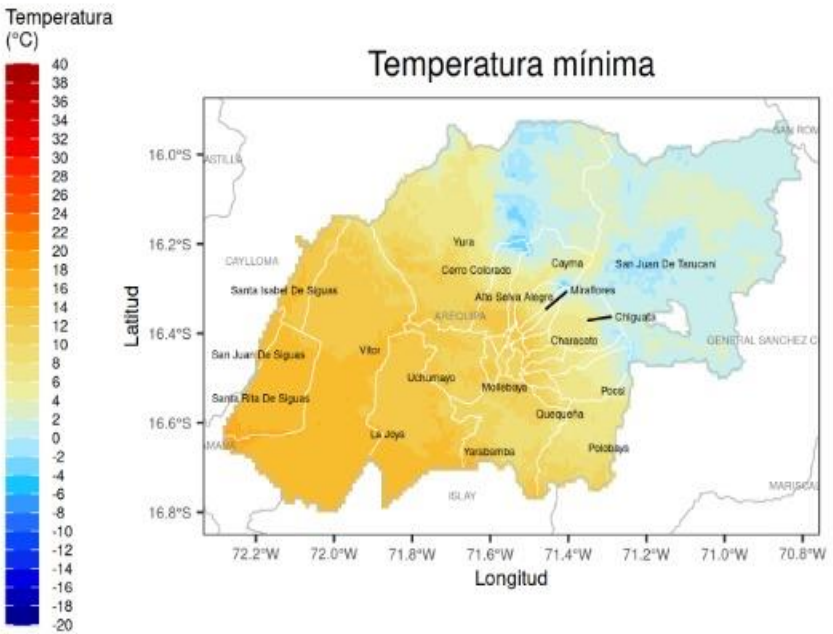 Temperatura
(°C)
40
38
36
34
32
30
28
26
24
22
20
18
16
14
12
10
8
6
4
2
0
-2
-4
-6
-8
-10
-12
-14
-16
-18
-20
Temperatura mínima
Latitud
16.0°S
16.2°S
16.4°S
16.6°S
16.8°S
SAN ROM
ASTILL
Yura
CAYLLOMA
Cerro Colorado
Cayma
San Juan De Tarucani
Santa Isabel De Siguas
Alto Selva Alegre
Miraflores
AREQUIPA
Chiguata
Characato
GENERAL SANCHEZ C
San Juan De Siguas
Vitor
Uchumayo
Mollebaya
Pocsi
Santa Rita De Siguas
Quequeña
La Joya
AMANA
Yarabamba
Polobaya
ISLAY
MARISCAL
72.2°W
72.0°W
71.8°W
71.6°W
71.4°W
71.2°W
71.0°W
70.8°W
Longitud